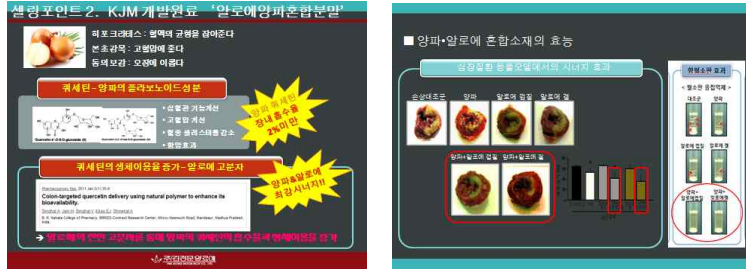 셀링포인트2. KJM 개발원료 ‘알로에양파혼합분말’
히포크라테스 : 혈액의 균형을 잡아준다
본초강목 : 고혈압에 좋다
동의보감 : 오장에 이롭다
퀘세틴-양파의 플라보노이드성분
• 심혈관 기능개선
• 고혈압 개선
• 혈중 콜레스테롤 감소
• 항암효과
양파 퀘세틴
장내 흡수율
2%미만
퀘세틴의 생체이용율 증가-알로에 고분자
양파&알로에
최강시너지!!
Colon-targeted quercetin delivery using natural polymer to enhance its
bioavailability.
➔ 알로에의 천연 고분자를 통해 양파의 퀘세틴의 흡수율과 생체이용율 증가
■ 양파•알로에 혼합소재의 효능
심장질환 동물모델에서의 시너지 효과
손상대조군 양파 알로에 껍질 알로에 겔
양파+알로에 껍질 양파+알로에 겔
항혈소판 효과
< 혈소판 응집억제 >
대조군 양파
알로에 껍질 알로에 겔
양파+
알로에껍질
양파+
알로에겔